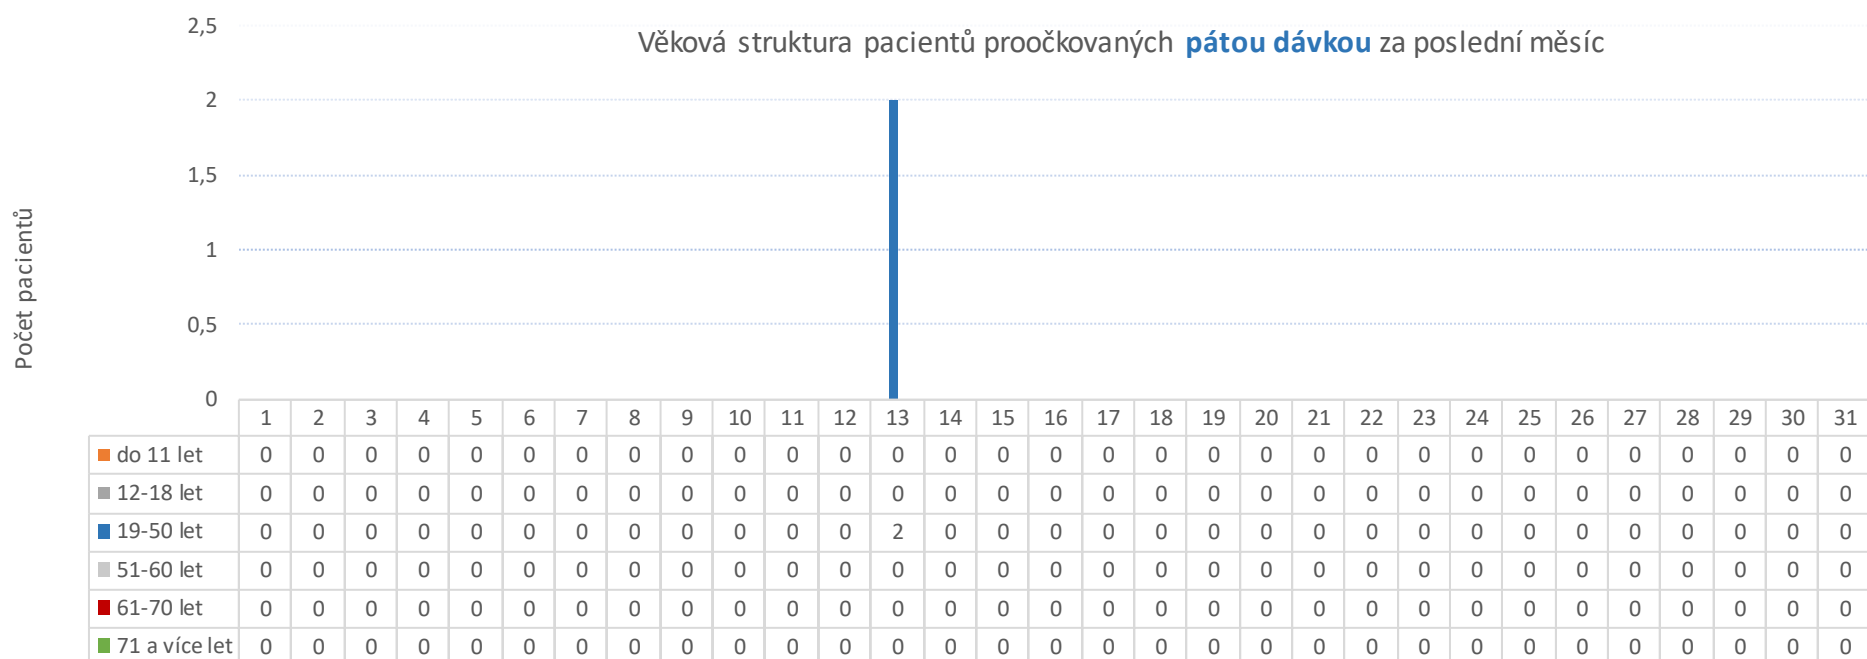 Věková struktura pacientů proočkovaných pátou dávkou za poslední měsíc
Počet pacientů
2,5
2
1,5
1
0,5
0
1 2 3 4 5 6 7 8 9 10 11 12 13 14 15 16 17 18 19 20 21 22 23 24 25 26 27 28 29 30 31
do 11 let 0 0 0 0 0 0 0 0 0 0 0 0 0 0 0 0 0 0 0 0 0 0 0 0 0 0 0 0 0 0 0
12-18 let 0 0 0 0 0 0 0 0 0 0 0 0 0 0 0 0 0 0 0 0 0 0 0 0 0 0 0 0 0 0 0
19-50 let 0 0 0 0 0 0 0 0 0 0 0 0 2 0 0 0 0 0 0 0 0 0 0 0 0 0 0 0 0 0 0
51-60 let 0 0 0 0 0 0 0 0 0 0 0 0 0 0 0 0 0 0 0 0 0 0 0 0 0 0 0 0 0 0 0
61-70 let 0 0 0 0 0 0 0 0 0 0 0 0 0 0 0 0 0 0 0 0 0 0 0 0 0 0 0 0 0 0 0
71 a více let 0 0 0 0 0 0 0 0 0 0 0 0 0 0 0 0 0 0 0 0 0 0 0 0 0 0 0 0 0 0 0